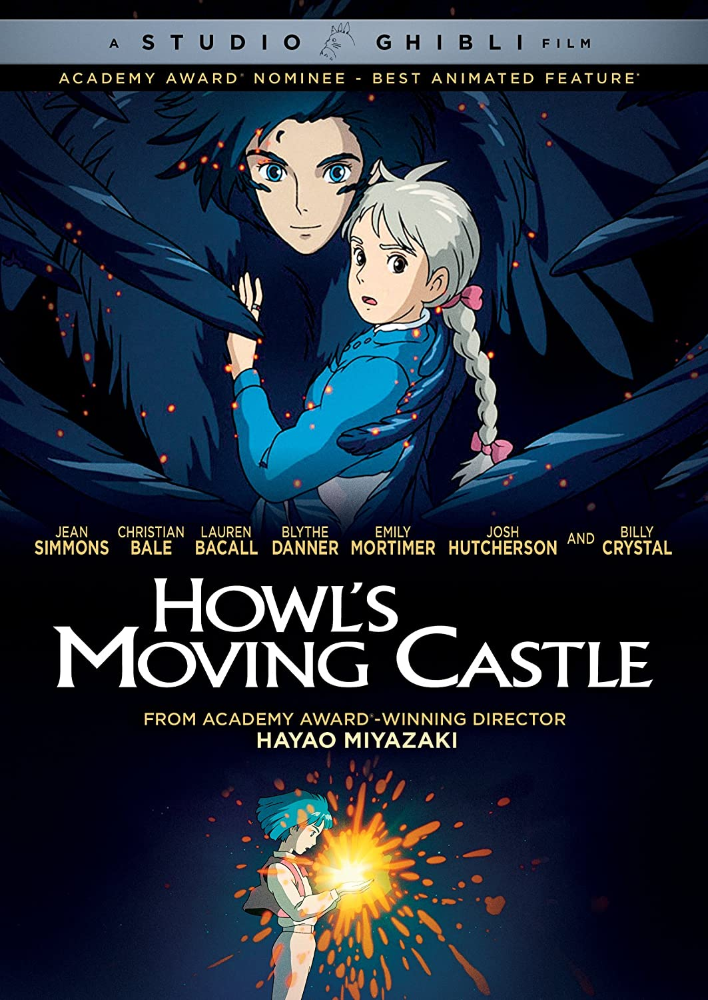 A STUDIO GHIBLI FILM
ACADEMY AWARD® NOMINEE - BEST ANIMATED FEATURE*
JEAN SIMMONS CHRISTIAN BALE LAUREN BACALL BLYTHE DANNER EMILY MORTIMER JOSH HUTCHERSON AND BILLY CRYSTAL
HOWL'S
MOVING CASTLE
FROM ACADEMY AWARD®-WINNING DIRECTOR
HAYAO MIYAZAKI